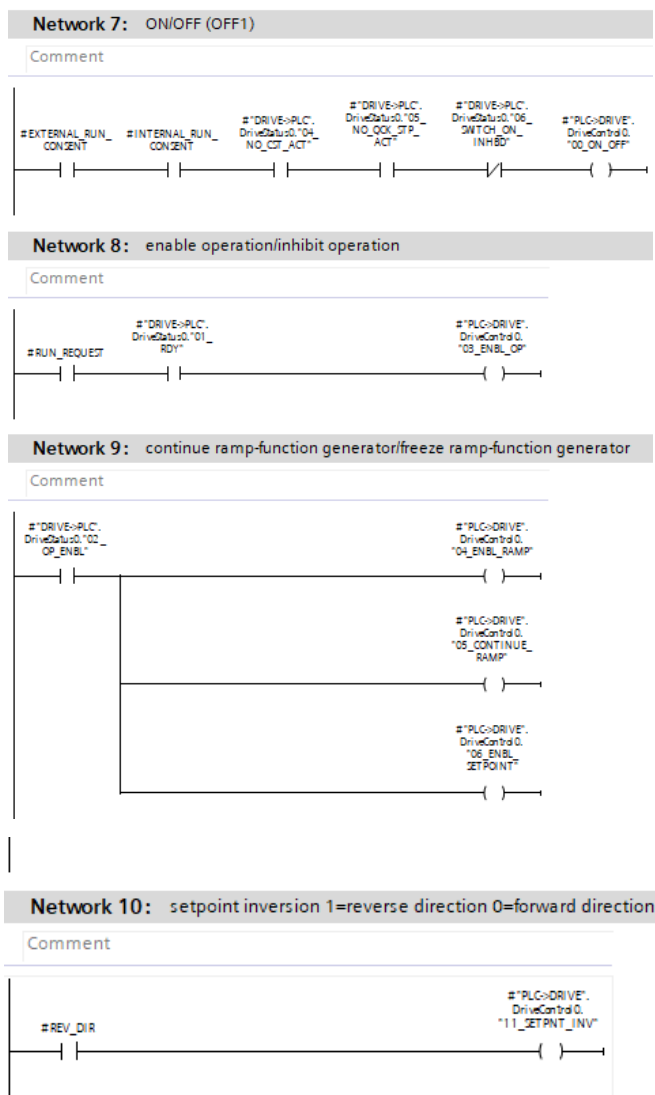 Network 7: ON/OFF (OFF1)
Comment
#"DRIVE->PLC". #"DRIVE->PLC".
#"DRIVE->PLC". DriveStatus0."05_ DriveStatus0."06_ #"PLC->DRIVE".
#EXTERNAL_RUN_ #INTERNAL_RUN_ DriveStatus0."04_ NO_QCK_STP_ SWITCH_ON_ DriveControl0.
CONSENT CONSENT NO_CST_ACT" ACT" INHBD" "00_ON_OFF"
Network 8: enable operation/inhibit operation
Comment
#"DRIVE->PLC". #"PLC->DRIVE".
DriveStatus0."01_ DriveControl0.
#RUN_REQUEST RDY" "03_ENBL_OP"
Network 9: continue ramp-function generator/freeze ramp-function generator
Comment
#"DRIVE->PLC". #"PLC->DRIVE".
DriveStatus0."02_ DriveControl0.
OP_ENBL" "04_ENBL_RAMP"
#"PLC->DRIVE".
DriveControl0.
"05_CONTINUE_
RAMP"
#"PLC->DRIVE".
DriveControl0.
"06_ENBL_
SETPOINT"
Network 10: setpoint inversion 1=reverse direction 0=forward direction
Comment
#"PLC->DRIVE".
DriveControl0.
#REV_DIR "11_SETPNT_INV"